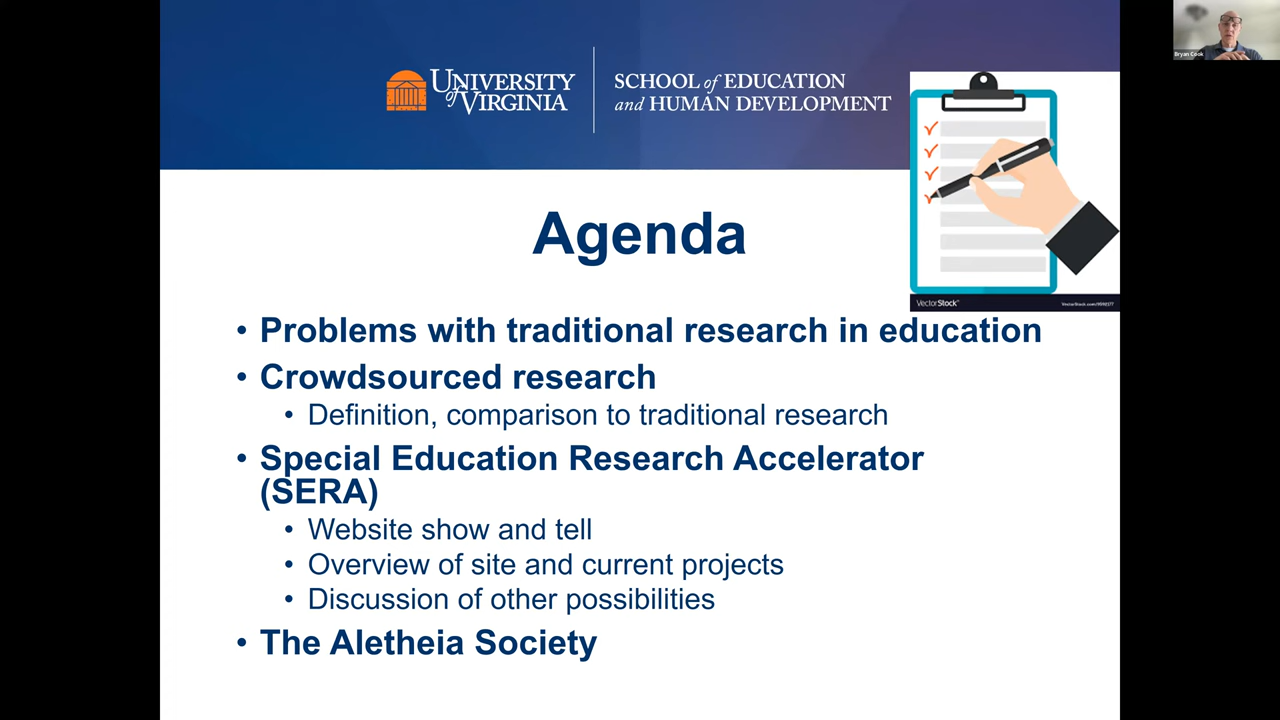 UNIVERSITY of VIRGINIA
SCHOOL of EDUCATION
and HUMAN DEVELOPMENT
Bryan Cook
VectorStock
Agenda
• Problems with traditional research in education
• Crowdsourced research
• Definition, comparison to traditional research
• Special Education Research Accelerator
(SERA)
• Website show and tell
• Overview of site and current projects
• Discussion of other possibilities
• The Aletheia Society